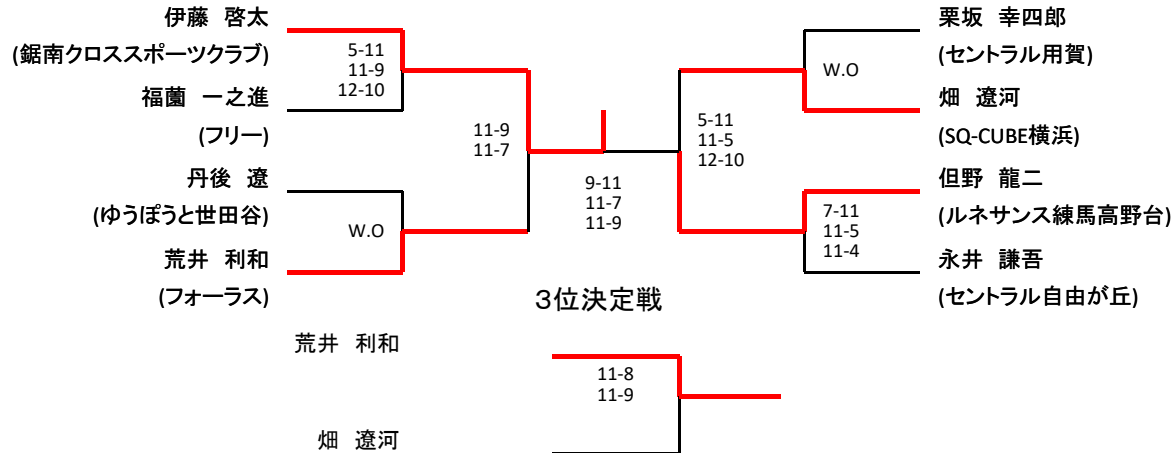 伊藤 啓太
(鋸南クロススポーツクラブ)
5-11
11-9
12-10
福薗 一之進
(フリー)
11-9
11-7
丹後 遼
(ゆうぽうと世田谷)
W.O
荒井 利和
(フォーラス)
9-11
11-7
11-9
栗坂 幸四郎
(セントラル用賀)
W.O
畑 遼河
(SQ-CUBE横浜)
5-11
11-5
12-10
但野 龍二
(ルネサンス練馬高野台)
7-11
11-5
11-4
永井 謙吾
(セントラル自由が丘)
3位決定戦
荒井 利和
11-8
11-9
畑 遼河